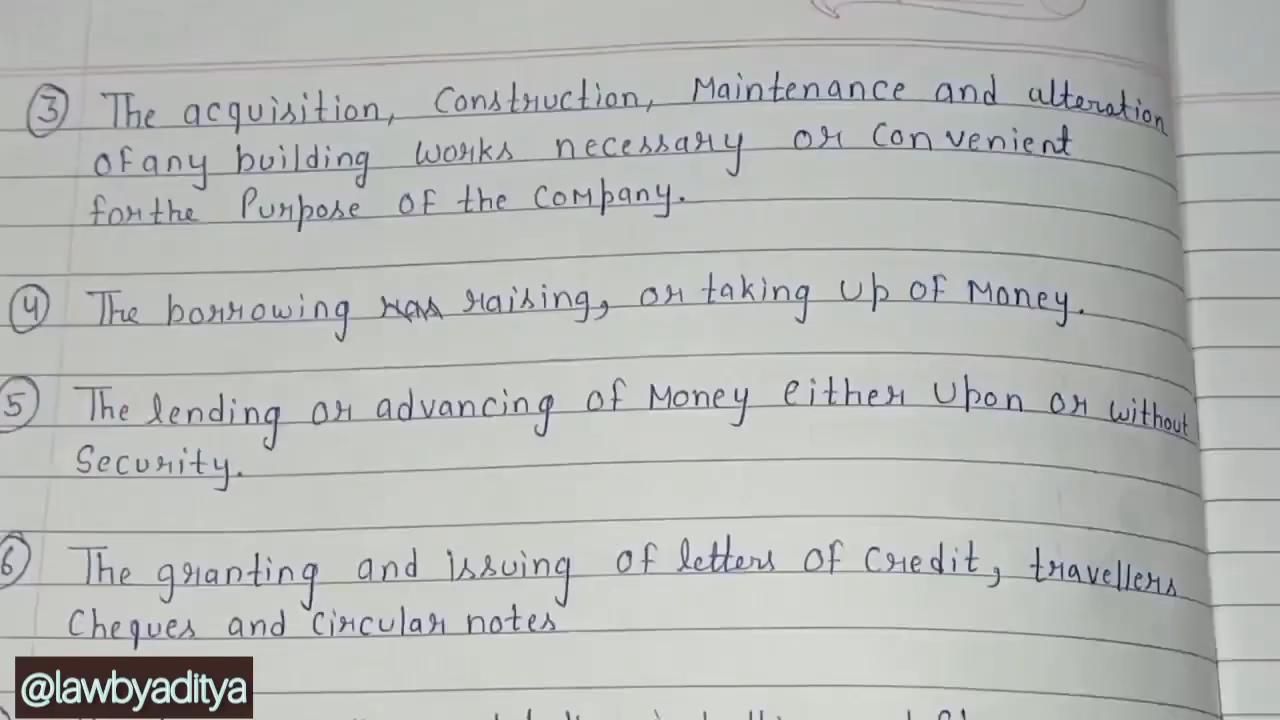 ③ The acquisition, Construction, Maintenance and alteration
of any building works necessary or convenient
for the Purpose of the Company.
④ The borrowing raising, or taking up of Money.
⑤ The lending or advancing of Money either Upon or without
Security.
⑥ The granting and issuing of letters of Credit, travellers
Cheques and Circular notes
@lawbyaditya